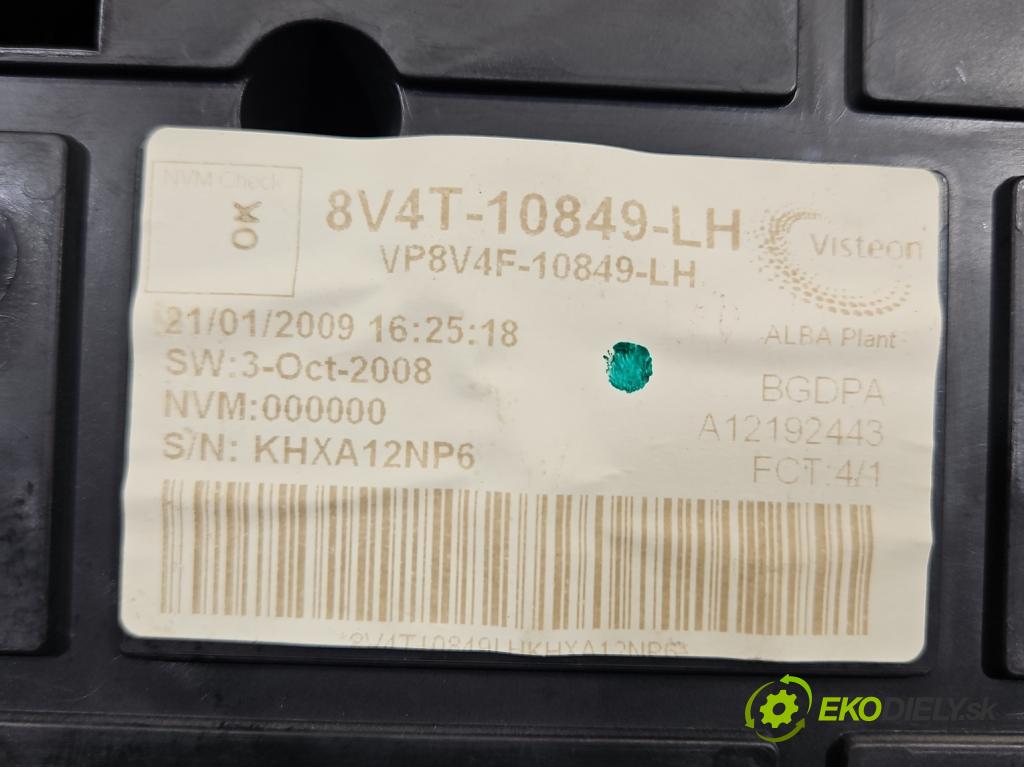 NVM Check
OK
8V4T-10849-LH
VP8V4F-10849-LH
Visteon
ALBA Plant
21/01/2009 16:25:18
SW:3-Oct-2008
NVM:000000
S/N: KHXA12NP6
BGDPA
A12192443
FCT:4/1
*8V4T10849LHKHXA12NP6*
EKODIELY.sk